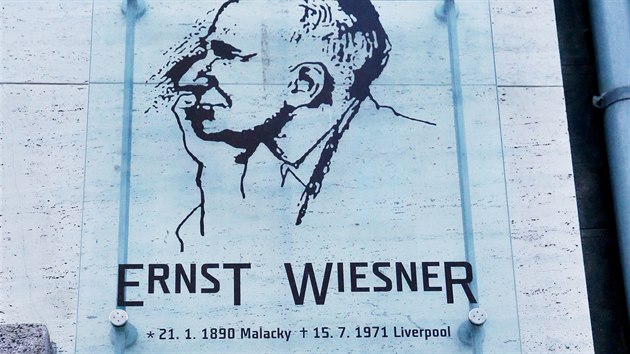 ERNST WIESNER
* 21. 1. 1890 Malacky † 15. 7. 1971 Liverpool